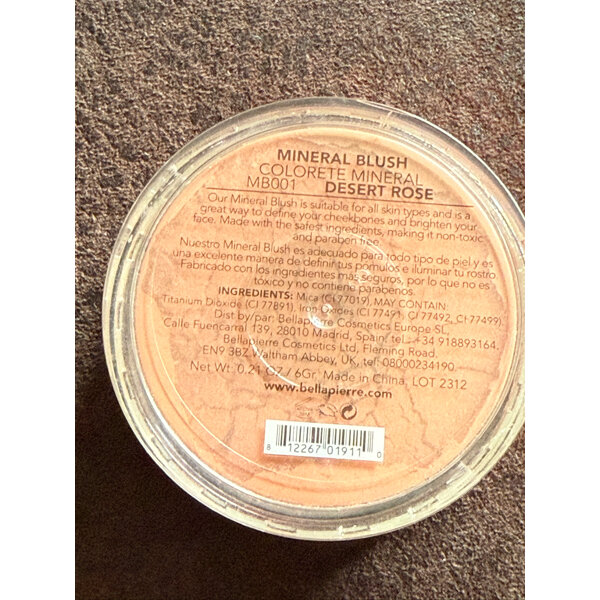 MINERAL BLUSH
COLORETE MINERAL
MB001 DESERT ROSE
Our Mineral Blush is suitable for all skin types and is a
great way to define your cheekbones and brighten your
face. Made with the safest ingredients, making it non-toxic
and paraben free.
Nuestro Mineral Blush es adecuado para todo tipo de piel y es
una excelente manera de definir tus pómulos e iluminar tu rostro.
Fabricado con los ingredientes más seguros, por lo que no es
tóxico y no contiene parabenos.
INGREDIENTS: Mica (CI 77019), MAY CONTAIN
Titanium Dioxide (CI 77891), Iron Oxides (CI 77491, CI 77492, CI 77499)
Dist by/par: Bellapierre Cosmetics Europe SL,
Calle Fuencarral 139, 28010 Madrid, Spain, tel.: +34 918893164.
Bellapierre Cosmetics Ltd, Fleming Road,
EN9 3BZ Waltham Abbey, UK, tel: 08000234190.
Net Wt. 0.21 OZ / 6Gr. Made in China, LOT 2312
www.bellapierre.com
8 12267 01911 0